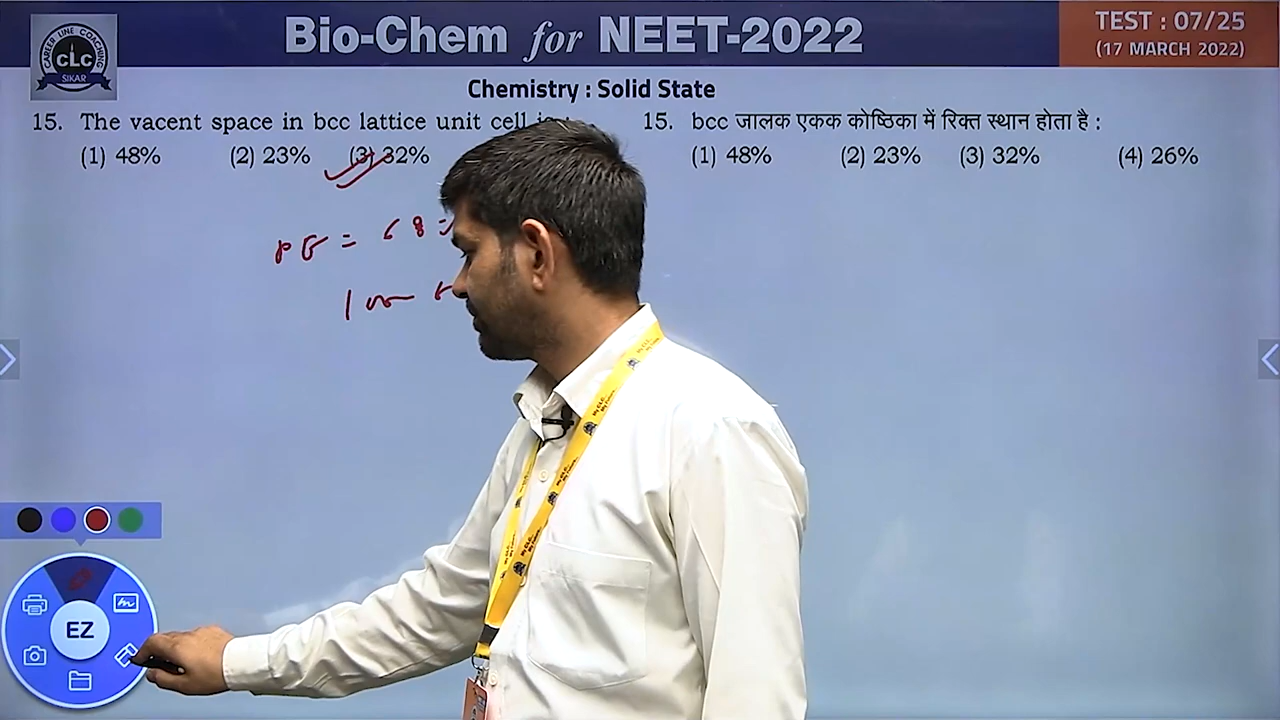 Bio-Chem for NEET-2022
TEST : 07/25
(17 MARCH 2022)
CAREER LINE COACHING
CLC
SIKAR
Chemistry : Solid State
15. The vacent space in bcc lattice unit cell
(1) 48% (2) 23% (3) 32%
15. bcc जालक एकक कोष्ठिका में रिक्त स्थान होता है :
(1) 48% (2) 23% (3) 32% (4) 26%
= 68
EZ